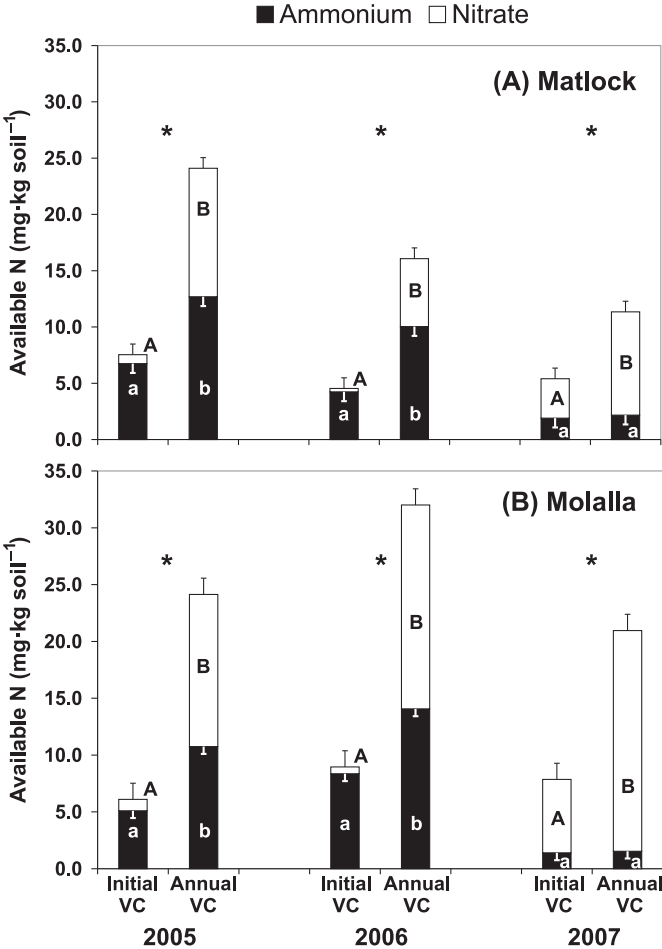 Ammonium Nitrate
(A) Matlock
Available N (mg·kg soil⁻¹)
35.0
30.0
25.0
20.0
15.0
10.0
5.0
0.0
* * *
A a B b
A a B b
A a B a
(B) Molalla
Available N (mg·kg soil⁻¹)
35.0
30.0
25.0
20.0
15.0
10.0
5.0
0.0
* * *
A a B b
A a B b
A a B a
Initial Annual Initial Annual Initial Annual
VC VC VC VC VC VC
2005 2006 2007